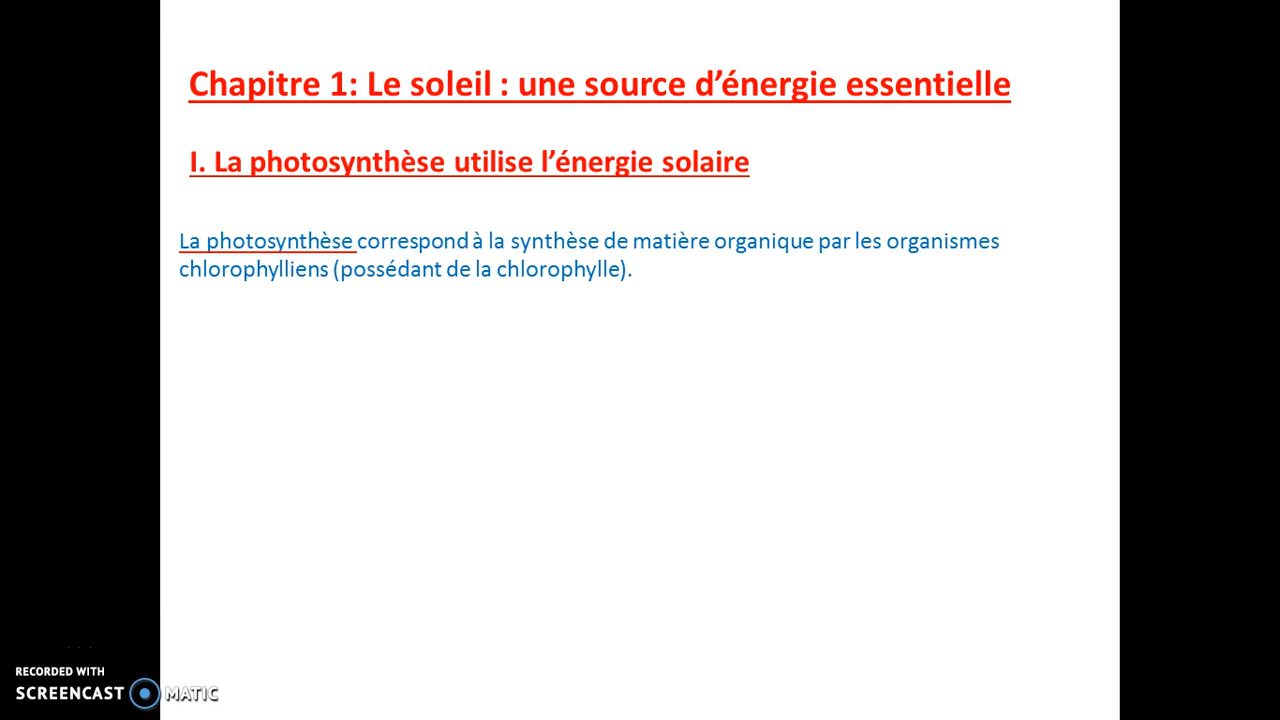 Chapitre 1: Le soleil : une source d’énergie essentielle
I. La photosynthèse utilise l’énergie solaire
La photosynthèse correspond à la synthèse de matière organique par les organismes
chlorophylliens (possédant de la chlorophylle).
RECORDED WITH
SCREENCAST MATIC